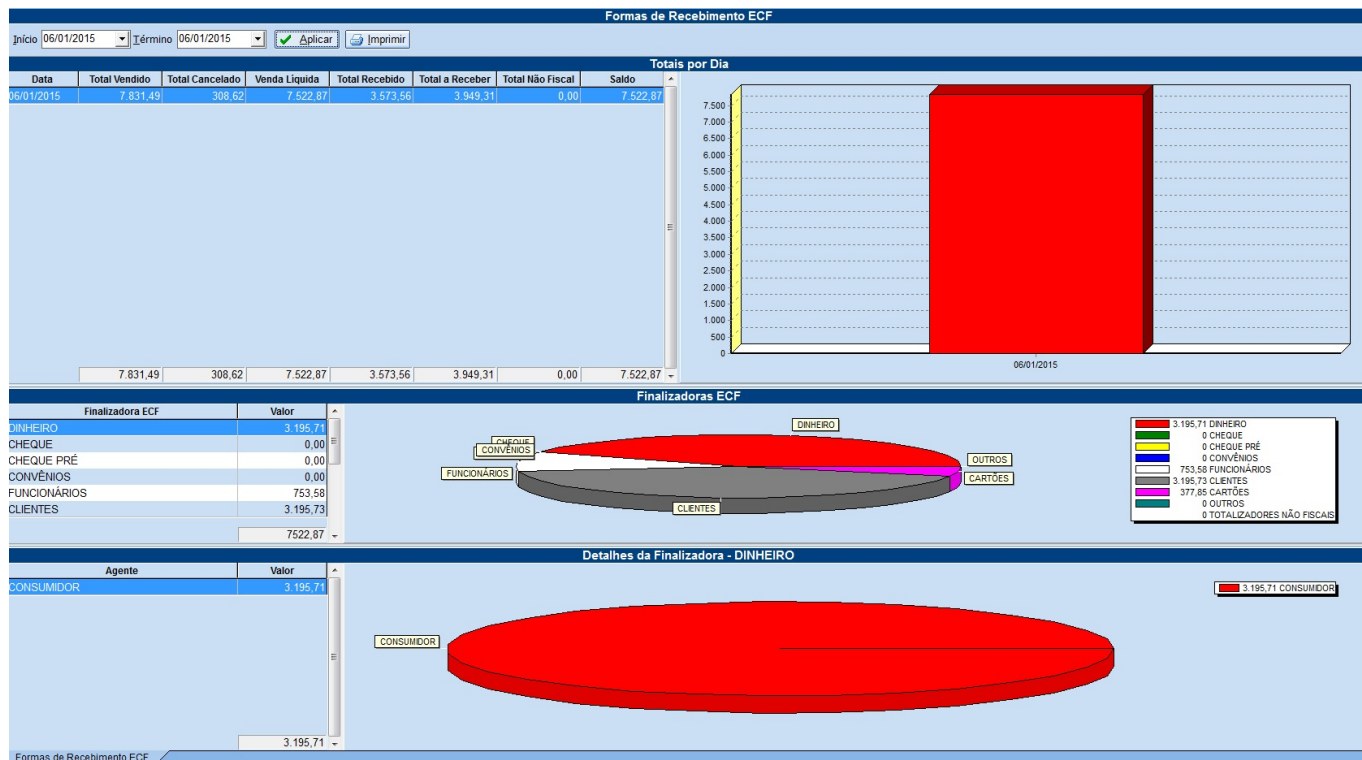 Formas de Recebimento ECF
Início 06/01/2015 Término 06/01/2015 Aplicar Imprimir
Totais por Dia
Data Total Vendido Total Cancelado Venda Liquida Total Recebido Total a Receber Total Não Fiscal Saldo
06/01/2015 7.831,49 308,62 7.522,87 3.573,56 3.949,31 0,00 7.522,87
7.831,49 308,62 7.522,87 3.573,56 3.949,31 0,00 7.522,87
7.500
7.000
6.500
6.000
5.500
5.000
4.500
4.000
3.500
3.000
2.500
2.000
1.500
1.000
500
0
06/01/2015
Finalizadoras ECF
Finalizadora ECF Valor
DINHEIRO 3.195,71
CHEQUE 0,00
CHEQUE PRÉ 0,00
CONVÊNIOS 0,00
FUNCIONÁRIOS 753,58
CLIENTES 3.195,73
7522,87
DINHEIRO
CHEQUE
CONVÊNIOS
OUTROS
FUNCIONÁRIOS
CARTÕES
CLIENTES
3.195,71 DINHEIRO
0 CHEQUE
0 CHEQUE PRÉ
0 CONVÊNIOS
753,58 FUNCIONÁRIOS
3.195,73 CLIENTES
377,85 CARTÕES
0 OUTROS
0 TOTALIZADORES NÃO FISCAIS
Detalhes da Finalizadora - DINHEIRO
Agente Valor
CONSUMIDOR 3.195,71
3.195,71
CONSUMIDOR
3.195,71 CONSUMIDOR
Formas de Recebimento ECF